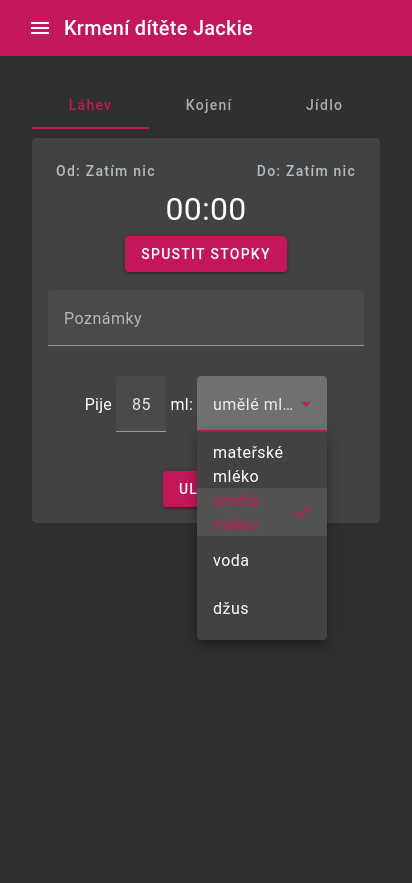 Krmení dítěte Jackie
Láhev Kojení Jídlo
Od: Zatím nic Do: Zatím nic
00:00
SPUSTIT STOPKY
Poznámky
Pije 85 ml: umělé ml…
mateřské
mléko
umělé
mléko
UL
voda
džus